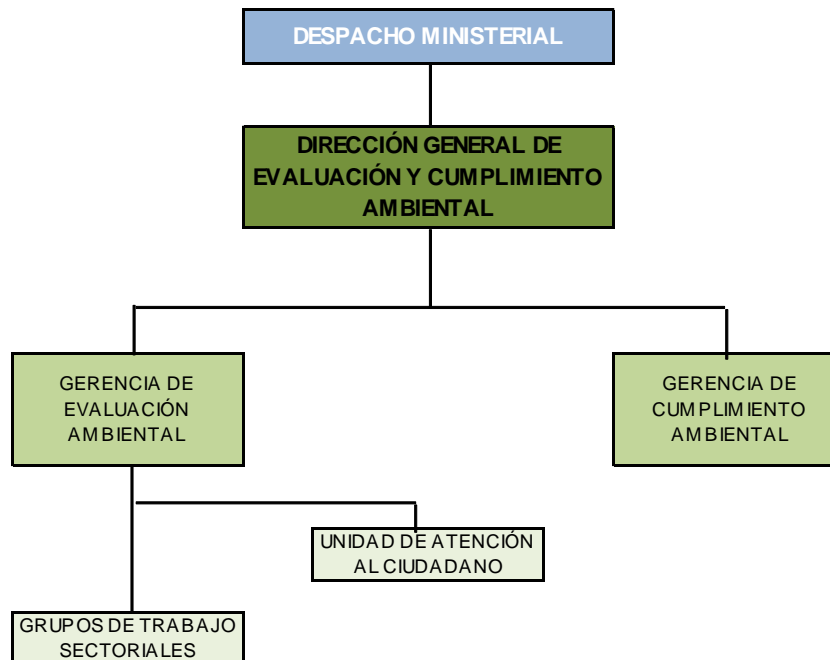 DESPACHO MINISTERIAL
DIRECCIÓN GENERAL DE
EVALUACIÓN Y CUMPLIMIENTO
AMBIENTAL
GERENCIA DE
EVALUACIÓN
AMBIENTAL
GERENCIA DE
CUMPLIMIENTO
AMBIENTAL
UNIDAD DE ATENCIÓN
AL CIUDADANO
GRUPOS DE TRABAJO
SECTORIALES